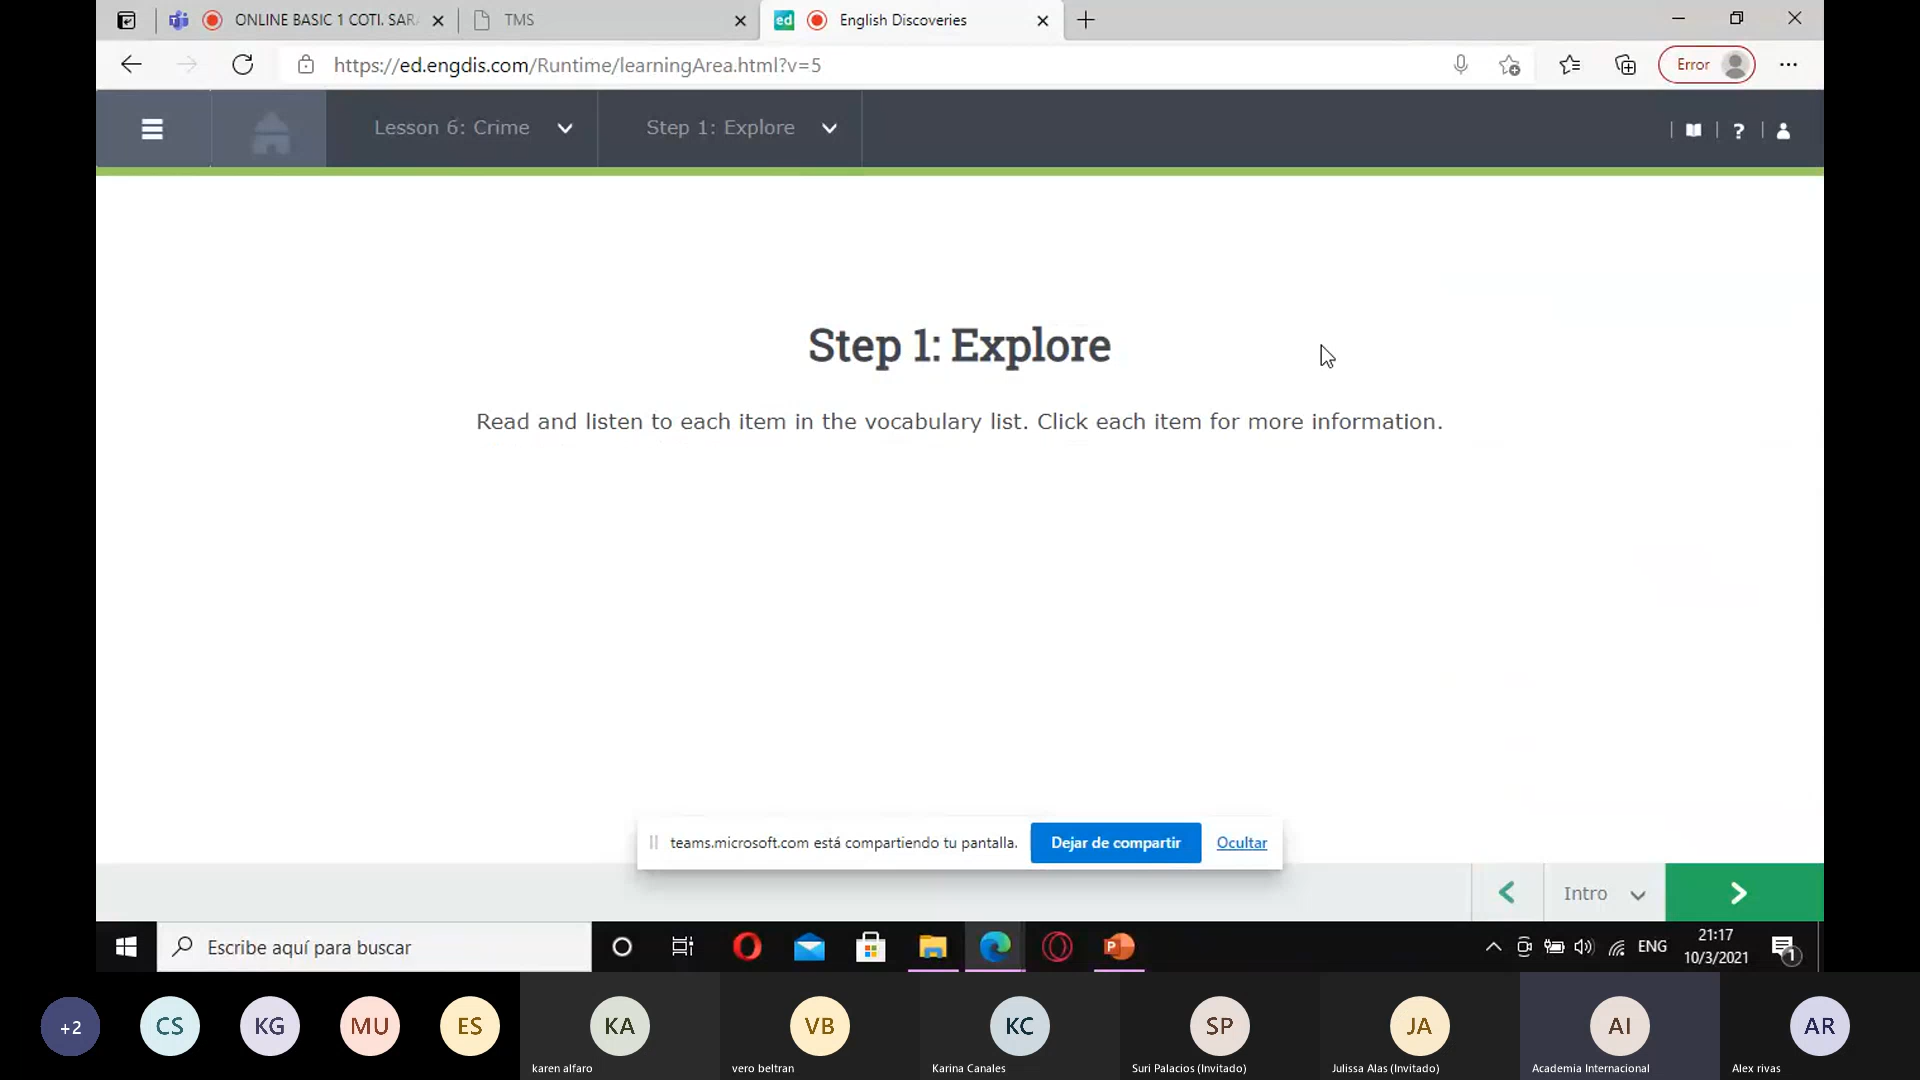 ONLINE BASIC 1 COTI. SARA
TMS
English Discoveries
https://ed.engdis.com/Runtime/learningArea.html?v=5
Error
Lesson 6: Crime
Step 1: Explore
?
Step 1: Explore
Read and listen to each item in the vocabulary list. Click each item for more information.
teams.microsoft.com está compartiendo tu pantalla.
Dejar de compartir
Ocultar
Intro
Escribe aquí para buscar
ENG
21:17
10/3/2021
1
+2
CS
KG
MU
ES
KA
karen alfaro
VB
vero beltran
KC
Karina Canales
SP
Suri Palacios (Invitado)
JA
Julissa Alas (Invitado)
AI
Academia Internacional
AR
Alex rivas